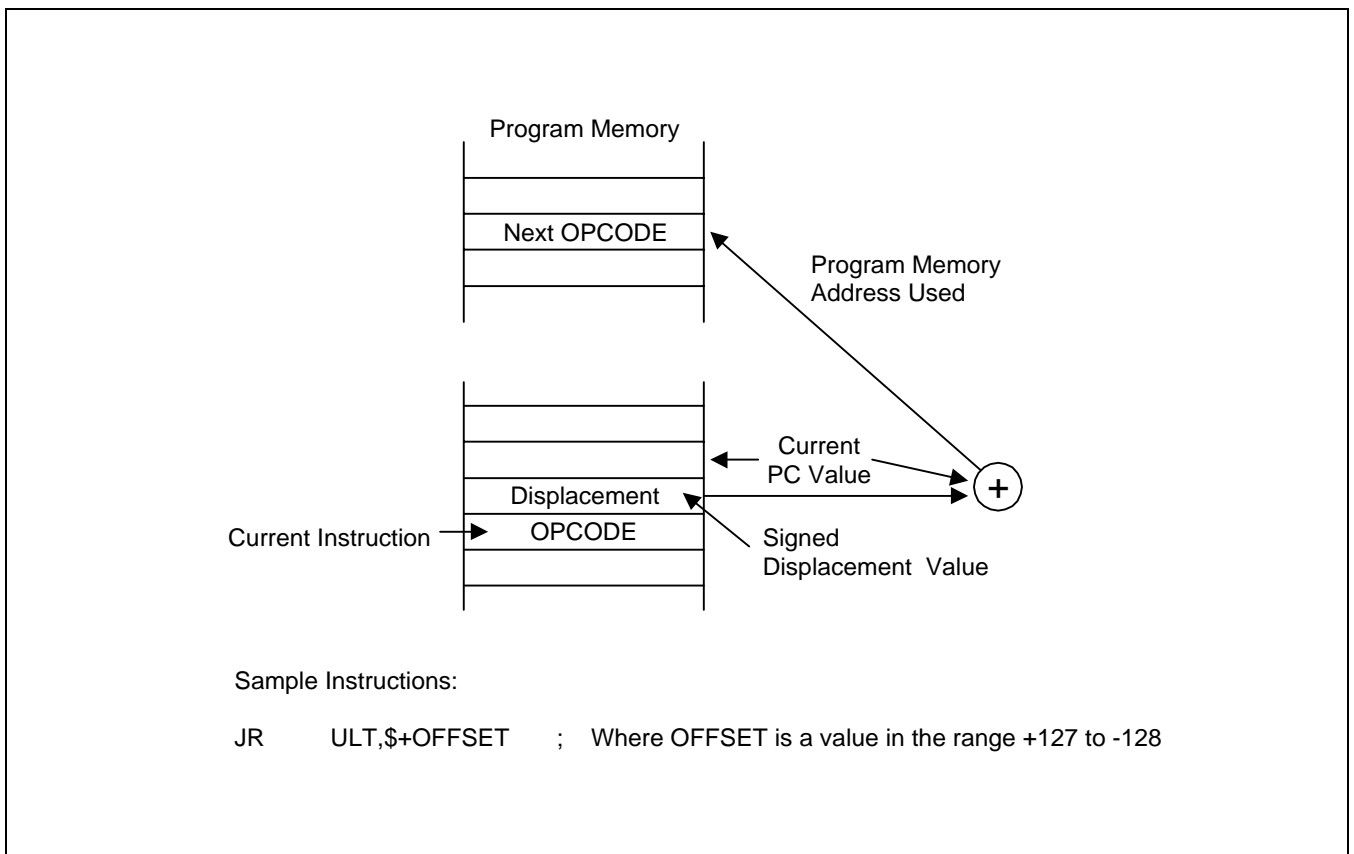 Program Memory
Next OPCODE
Program Memory
Address Used
Current
PC Value
+
Displacement
Current Instruction
OPCODE
Signed
Displacement Value
Sample Instructions:
JR ULT,$+OFFSET ; Where OFFSET is a value in the range +127 to -128